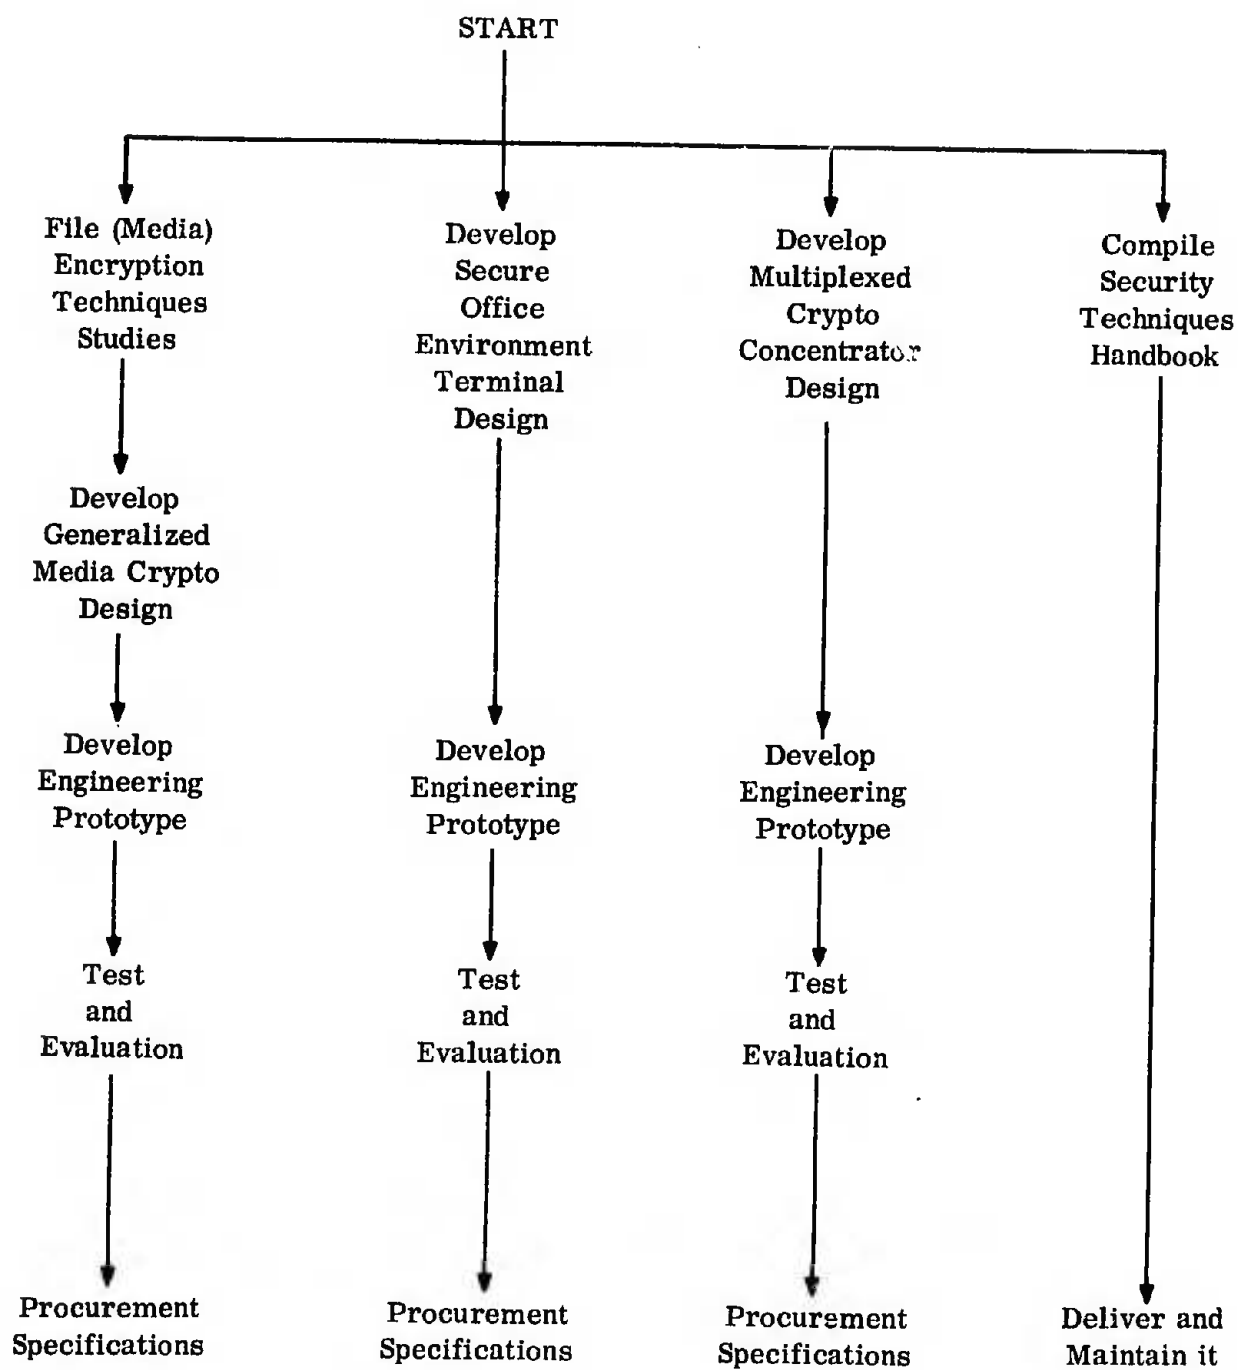 START
File (Media)
Encryption
Techniques
Studies
Develop
Secure
Office
Environment
Terminal
Design
Develop
Multiplexed
Crypto
Concentrator
Design
Compile
Security
Techniques
Handbook
Develop
Generalized
Media Crypto
Design
Develop
Engineering
Prototype
Develop
Engineering
Prototype
Develop
Engineering
Prototype
Test
and
Evaluation
Test
and
Evaluation
Test
and
Evaluation
Procurement
Specifications
Procurement
Specifications
Procurement
Specifications
Deliver and
Maintain it